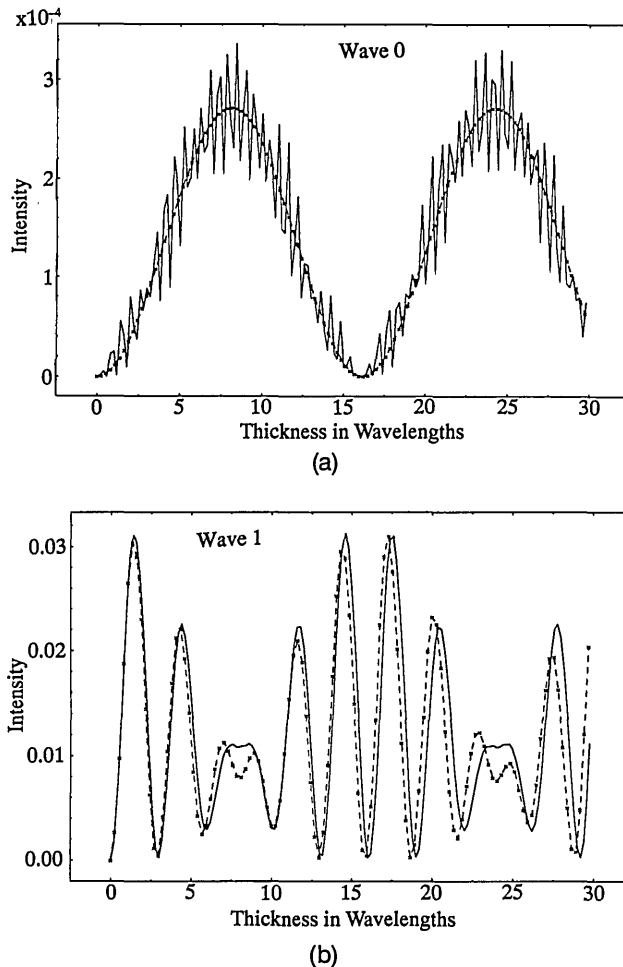 x10⁻⁴
Wave 0
3
2
1
0
Intensity
0 5 10 15 20 25 30
Thickness in Wavelengths
(a)
Wave 1
0.03
0.02
0.01
0.00
Intensity
0 5 10 15 20 25 30
Thickness in Wavelengths
(b)